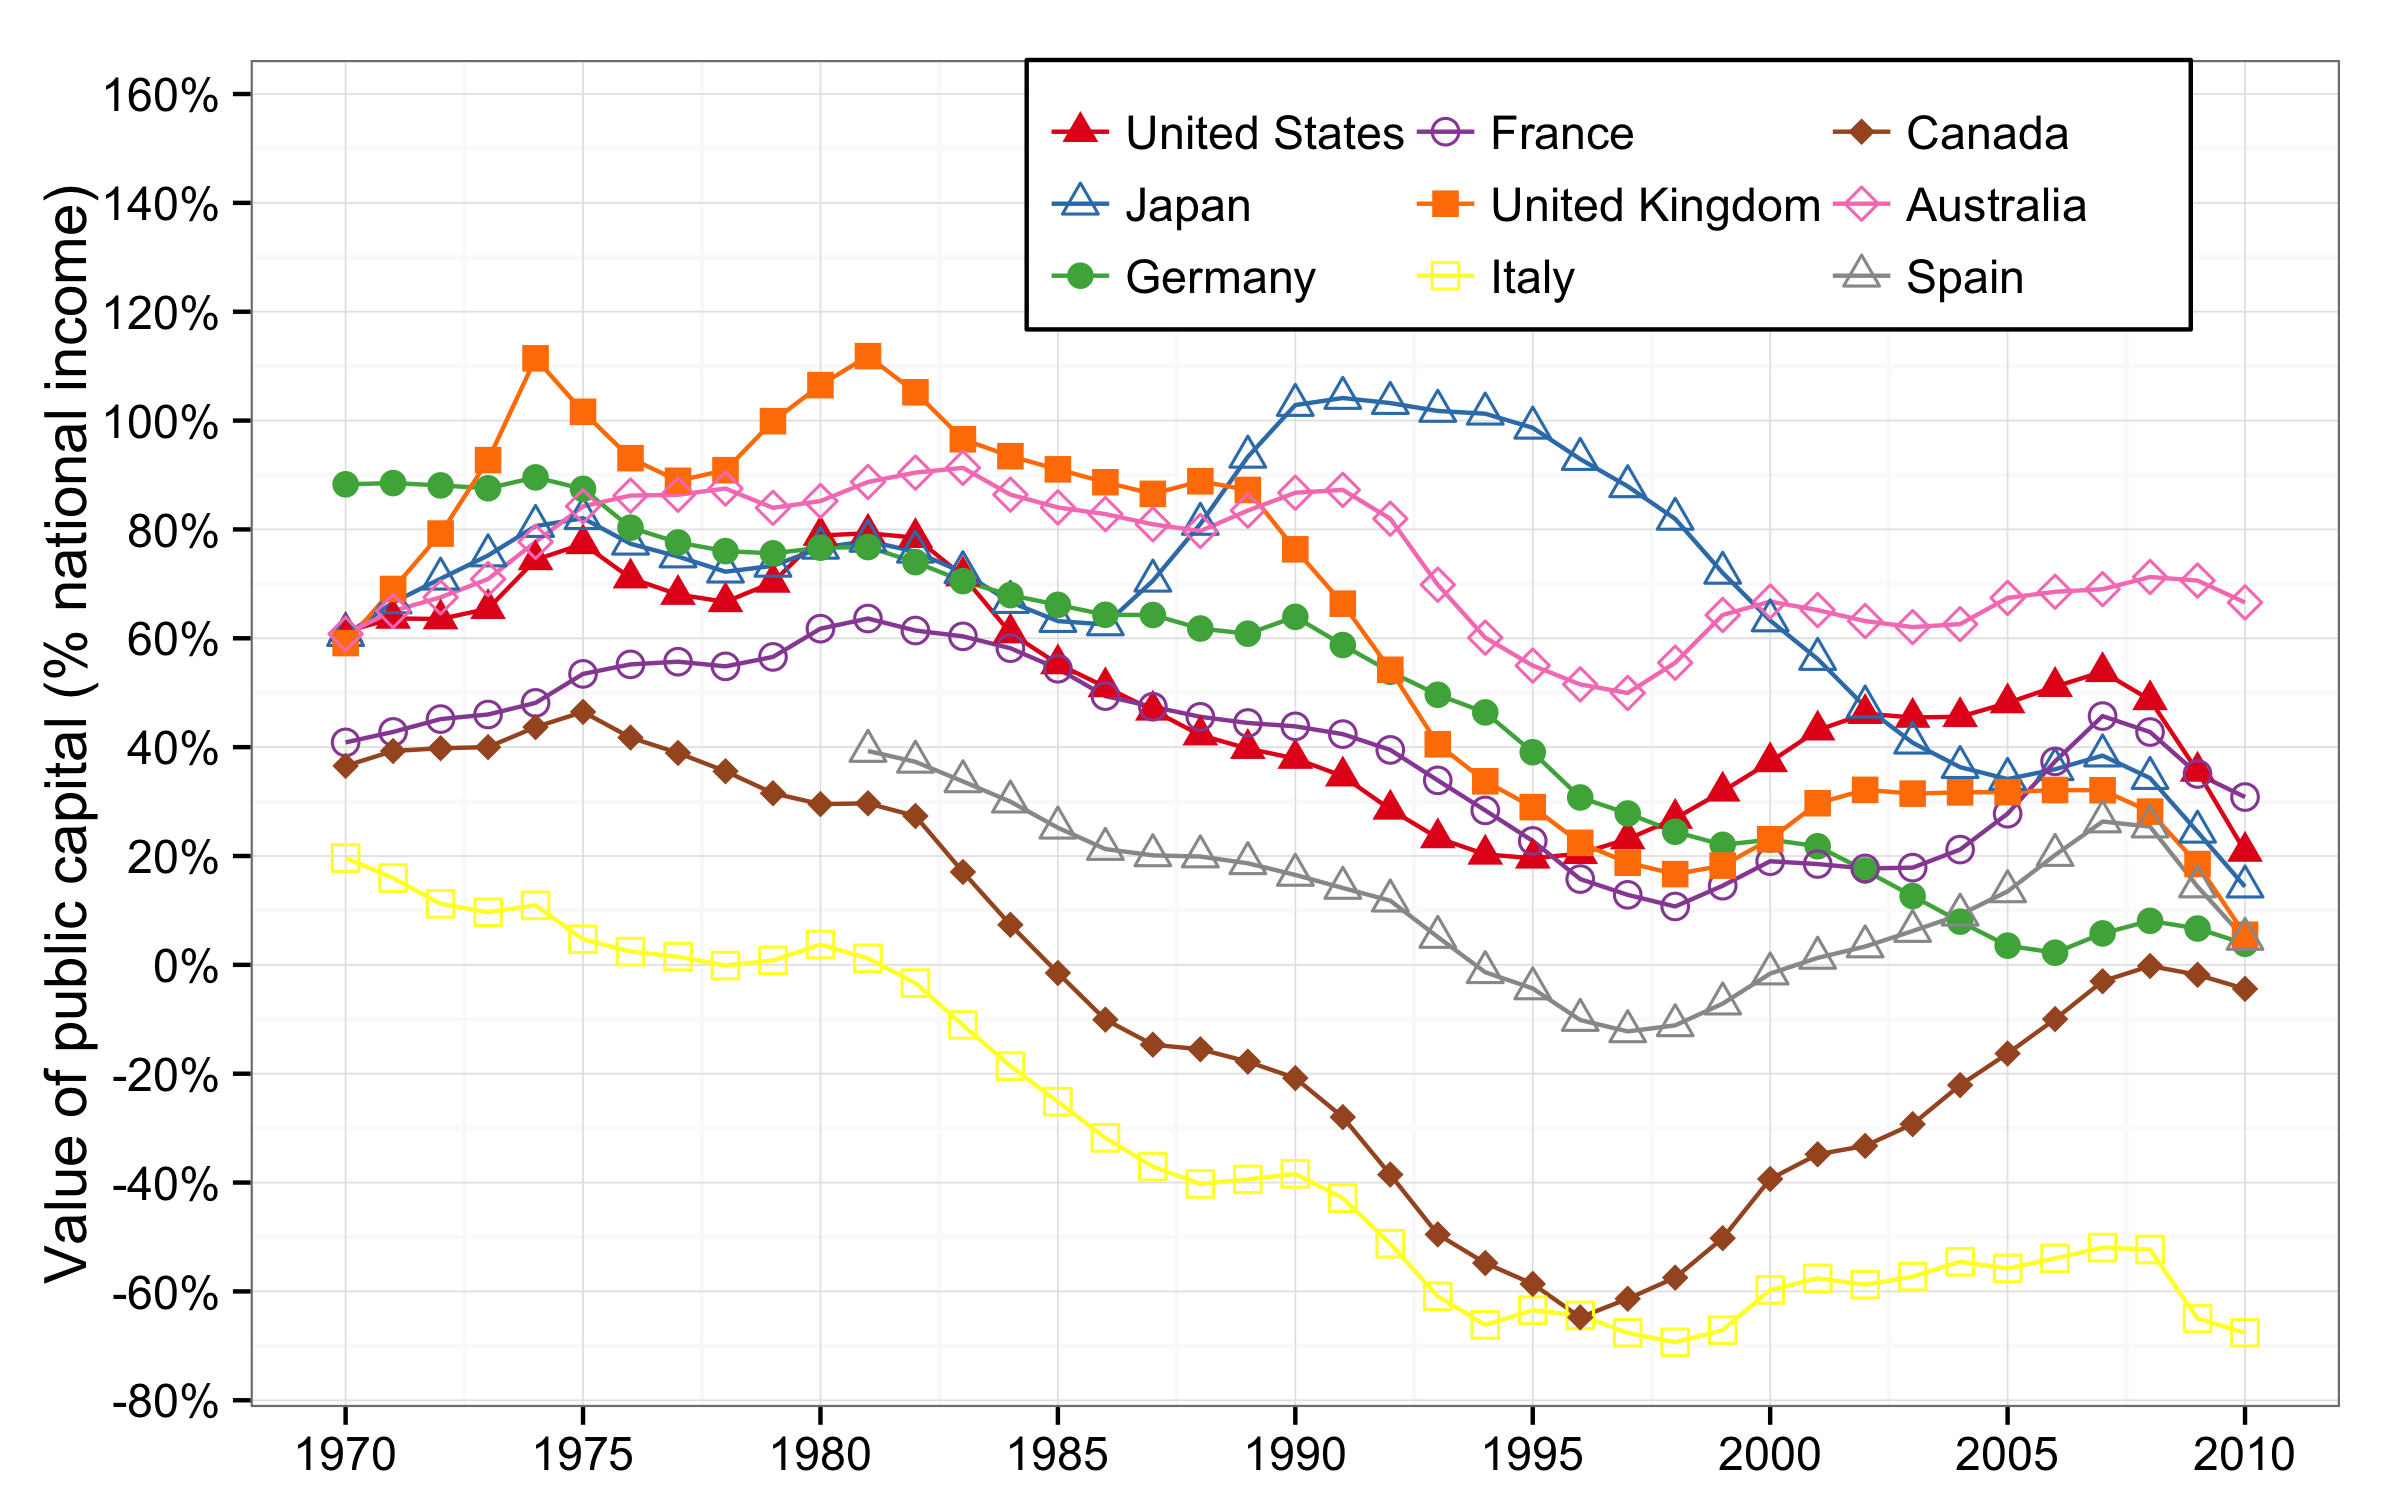 Value of public capital (% national income)
160%
140%
120%
100%
80%
60%
40%
20%
0%
-20%
-40%
-60%
-80%
United States France Canada
Japan United Kingdom Australia
Germany Italy Spain
1970 1975 1980 1985 1990 1995 2000 2005 2010